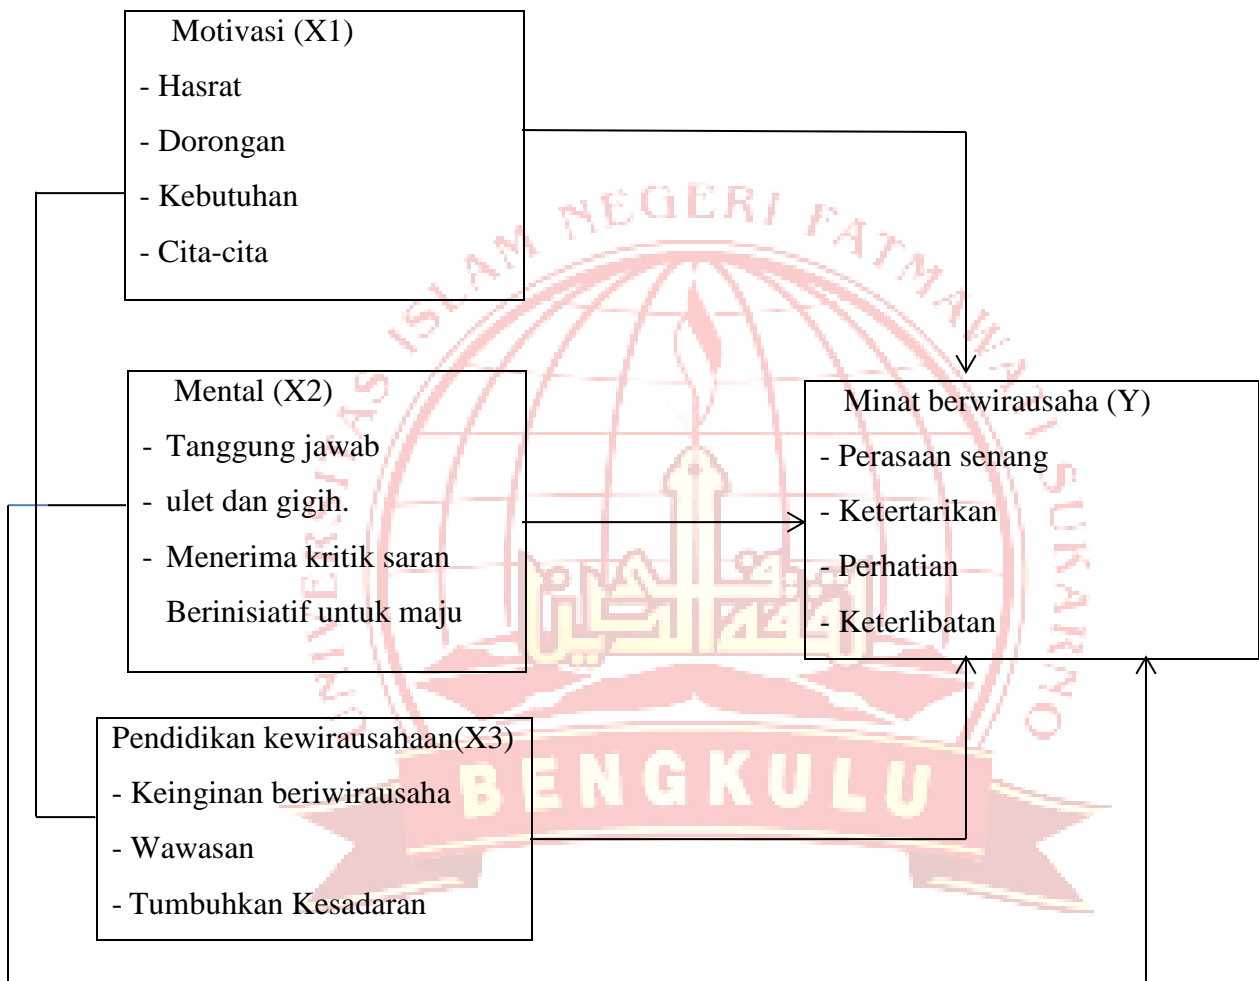 Motivasi (X1)
- Hasrat
- Dorongan
- Kebutuhan
- Cita-cita
Mental (X2)
- Tanggung jawab
- ulet dan gigih.
- Menerima kritik saran
Berinisiatif untuk maju
Pendidikan kewirausahaan(X3)
- Keinginan beriwirausaha
- Wawasan
- Tumbuhkan Kesadaran
Minat berwirausaha (Y)
- Perasaan senang
- Ketertarikan
- Perhatian
- Keterlibatan
UNIVERSITAS ISLAM NEGERI FATMAWATI SUKARNO
BENGKULU